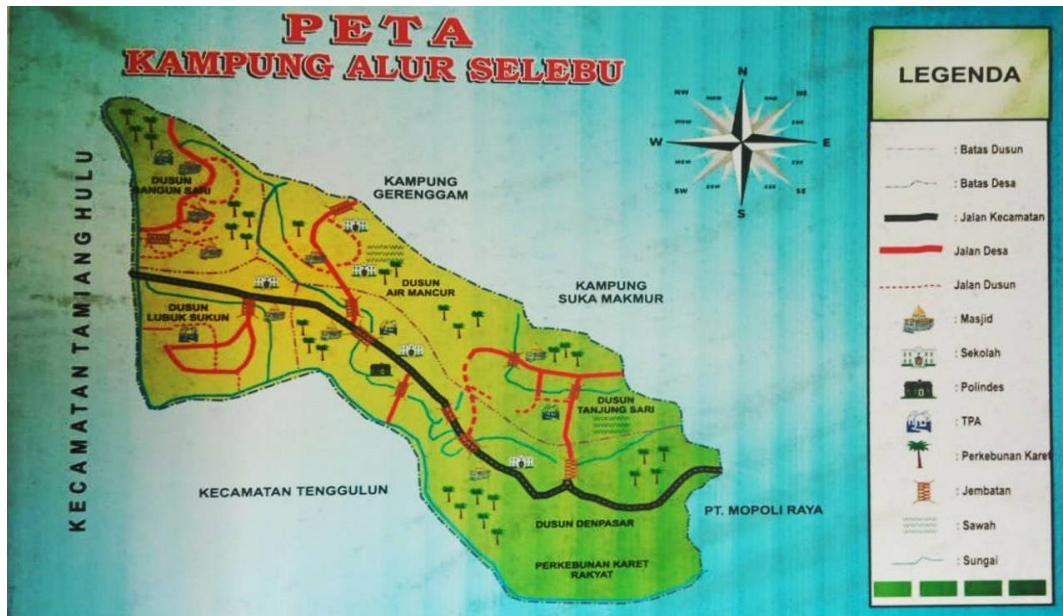 PETA
KAMPUNG ALUR SELEBU
N
NE
E
SE
S
SW
W
NW
KECAMATAN TAMIANG HULU
DUSUN
BANGUN SARI
KAMPUNG
GERENGGAM
DUSUN
AIR MANCUR
KAMPUNG
SUKA MAKMUR
DUSUN
LUBUK SUKUN
DUSUN
TANJUNG SARI
KECAMATAN TENGGULUN
PT. MOPOLI RAYA
DUSUN DENPASAR
PERKEBUNAN KARET
RAKYAT
LEGENDA
: Batas Dusun
: Batas Desa
: Jalan Kecamatan
: Jalan Desa
: Jalan Dusun
: Masjid
: Sekolah
: Polindes
: TPA
: Perkebunan Karet
: Jembatan
: Sawah
: Sungai